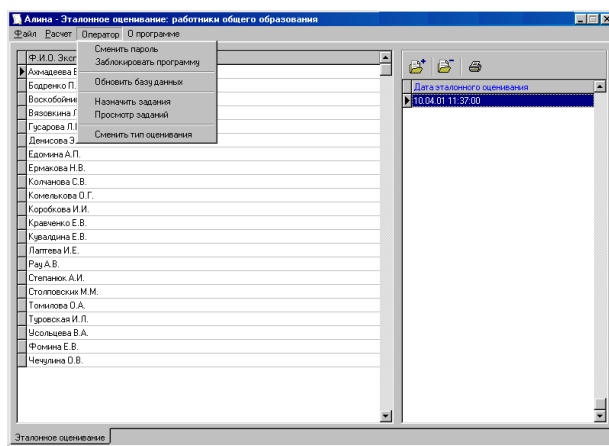 Алина - Эталонное оценивание: работники общего образования
Файл Расчет Оператор О программе
Сменить пароль
Заблокировать программу
Обновить базу данных
Назначить задания
Просмотр заданий
Сменить тип оценивания
Ф.И.О. Эксп
Ахмадеева Е
Бодренко П.
Воскобойни
Вязовкина Л
Гусарова Л.
Денисова Э
Едомина А.П.
Ермакова Н.В.
Колчанова С.В.
Комелькова О.Г.
Коробкова И.И.
Кравченко Е.В.
Кувалдина Е.В.
Лаптева И.Е.
Рау А.В.
Степанюк А.И.
Столповских М.М.
Томилова О.А.
Туровская И.Л.
Усольцева В.А.
Фомина Е.В.
Чечулина О.В.
Дата эталонного оценивания
10.04.01 11:37:00
Эталонное оценивание